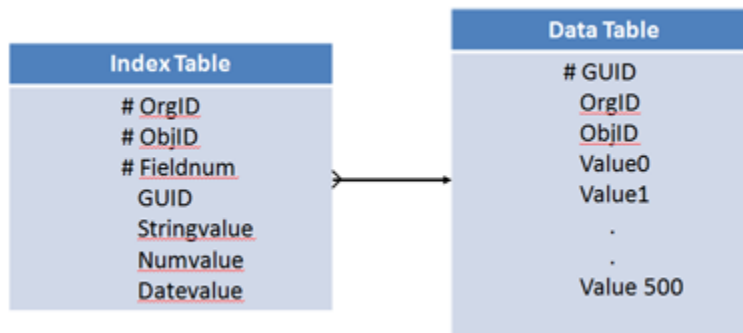 Index Table
# OrgID
# ObjID
# Fieldnum
GUID
Stringvalue
Numvalue
Datevalue
Data Table
# GUID
OrgID
ObjID
Value0
Value1
.
.
Value 500